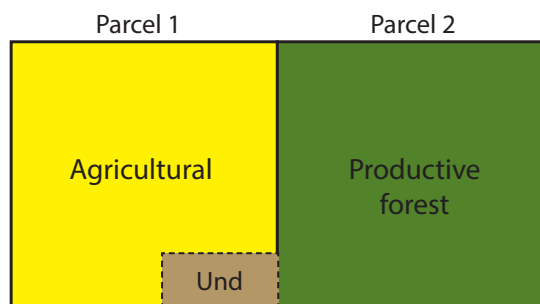 Parcel 1
Parcel 2
Agricultural
Productive
forest
Und